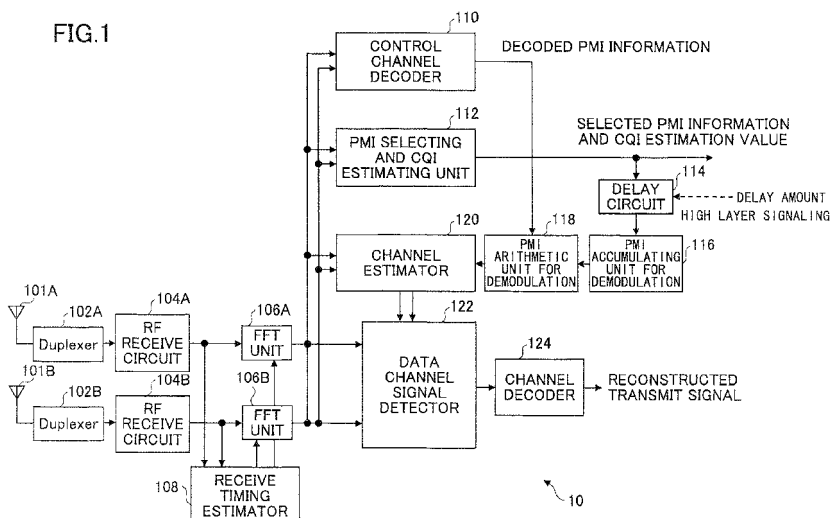 FIG.1
110
CONTROL
CHANNEL
DECODER
DECODED PMI INFORMATION
112
PMI SELECTING
AND CQI
ESTIMATING UNIT
SELECTED PMI INFORMATION
AND CQI ESTIMATION VALUE
114
DELAY
CIRCUIT
DELAY AMOUNT
HIGH LAYER SIGNALING
120
CHANNEL
ESTIMATOR
118
PMI
ARITHMETIC
UNIT FOR
DEMODULATION
PMI
ACCUMULATING
UNIT FOR
DEMODULATION
116
101A
102A
Duplexer
104A
RF
RECEIVE
CIRCUIT
106A
FFT
UNIT
122
DATA
CHANNEL
SIGNAL
DETECTOR
124
CHANNEL
DECODER
RECONSTRUCTED
TRANSMIT SIGNAL
101B
102B
Duplexer
104B
RF
RECEIVE
CIRCUIT
106B
FFT
UNIT
108
RECEIVE
TIMING
ESTIMATOR
10